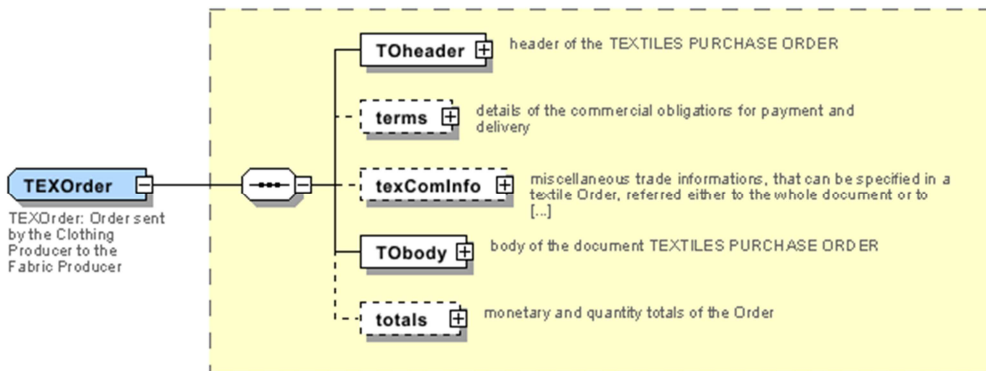 TOheader
header of the TEXTILES PURCHASE ORDER
terms
details of the commercial obligations for payment and
delivery
TEXOrder
TEXOrder: Order sent
by the Clothing
Producer to the
Fabric Producer
texComInfo
miscellaneous trade informations, that can be specified in a
textile Order, referred either to the whole document or to
[...]
TObody
body of the document TEXTILES PURCHASE ORDER
totals
monetary and quantity totals of the Order